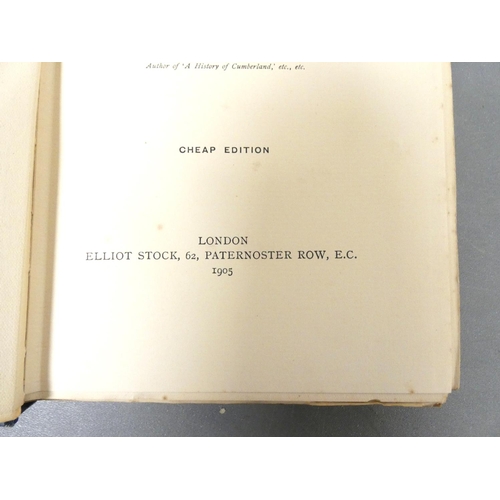 Author of 'A History of Cumberland,' etc., etc.
CHEAP EDITION
LONDON
ELLIOT STOCK, 62, PATERNOSTER ROW, E.C.
1905